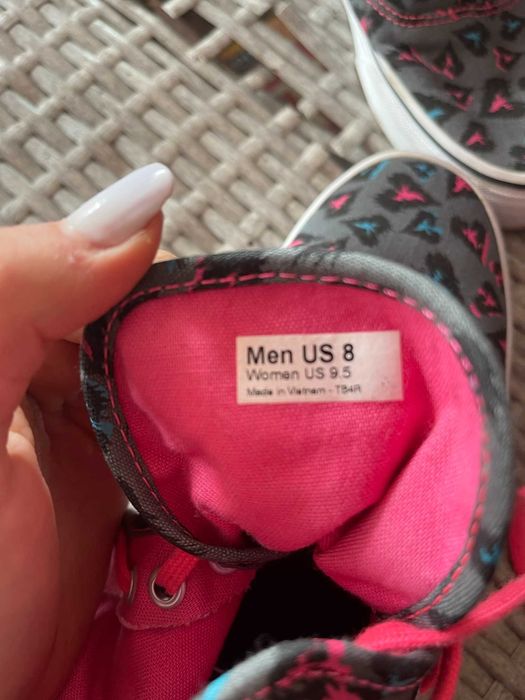 Men US 8
Women US 9.5
Made in Vietnam - TB4R